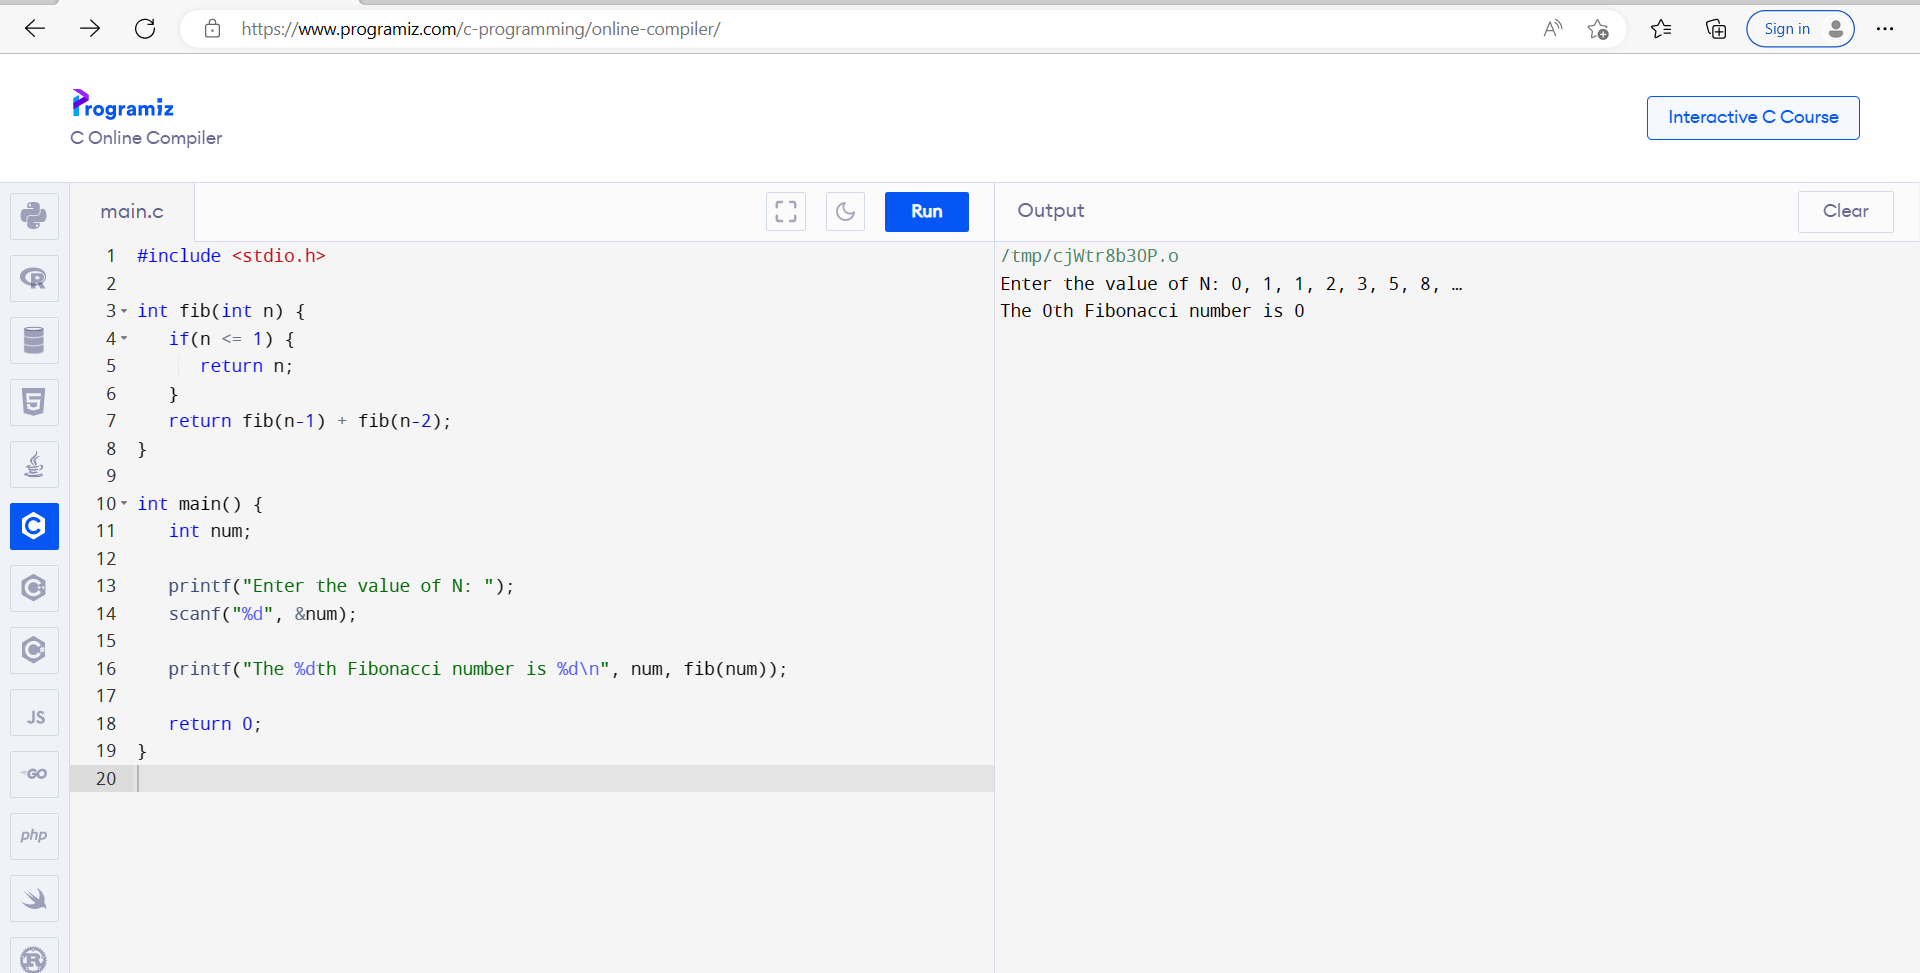 https://www.programiz.com/c-programming/online-compiler/
A
Sign in
Programiz
C Online Compiler
Interactive C Course
main.c
Run
Output
Clear
1 #include <stdio.h>
2
3 int fib(int n) {
4 if(n <= 1) {
5 return n;
6 }
7 return fib(n-1) + fib(n-2);
8 }
9
10 int main() {
11 int num;
12
13 printf("Enter the value of N: ");
14 scanf("%d", &num);
15
16 printf("The %dth Fibonacci number is %d\n", num, fib(num));
17
18 return 0;
19 }
20
/tmp/cjWtr8b3OP.o
Enter the value of N: 0, 1, 1, 2, 3, 5, 8, …
The 0th Fibonacci number is 0
R
5
C
C
C
JS
GO
php
R